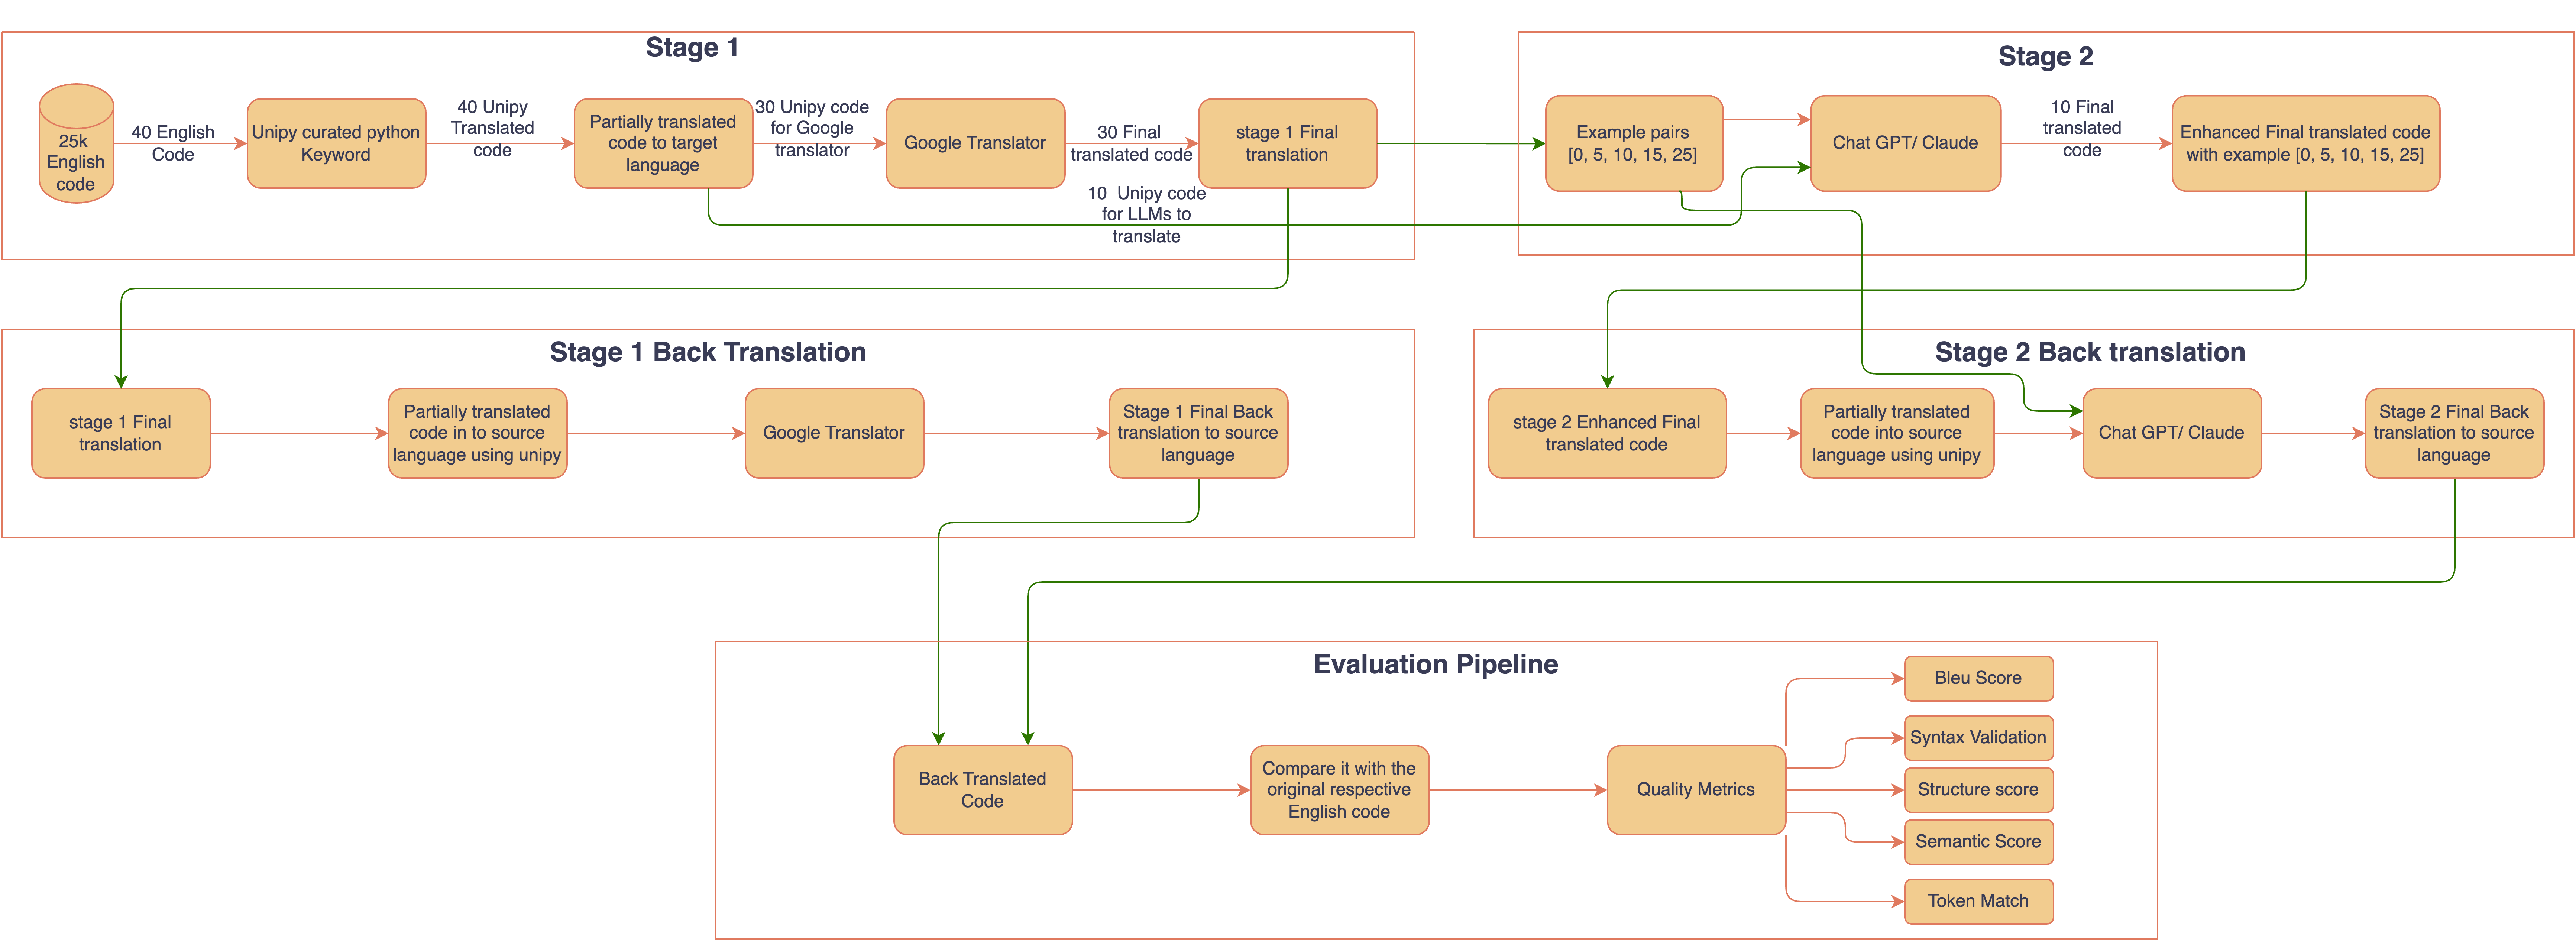 Stage 1
25k
English
code
40 English
Code
Unipy curated python
Keyword
40 Unipy
Translated
code
Partially translated
code to target
language
30 Unipy code
for Google
translator
Google Translator
30 Final
translated code
stage 1 Final
translation
10 Unipy code
for LLMs to
translate
Stage 2
Example pairs
[0, 5, 10, 15, 25]
Chat GPT/ Claude
10 Final
translated
code
Enhanced Final translated code
with example [0, 5, 10, 15, 25]
Stage 1 Back Translation
stage 1 Final
translation
Partially translated
code in to source
language using unipy
Google Translator
Stage 1 Final Back
translation to source
language
Stage 2 Back translation
stage 2 Enhanced Final
translated code
Partially translated
code into source
language using unipy
Chat GPT/ Claude
Stage 2 Final Back
translation to source
language
Evaluation Pipeline
Back Translated
Code
Compare it with the
original respective
English code
Quality Metrics
Bleu Score
Syntax Validation
Structure score
Semantic Score
Token Match